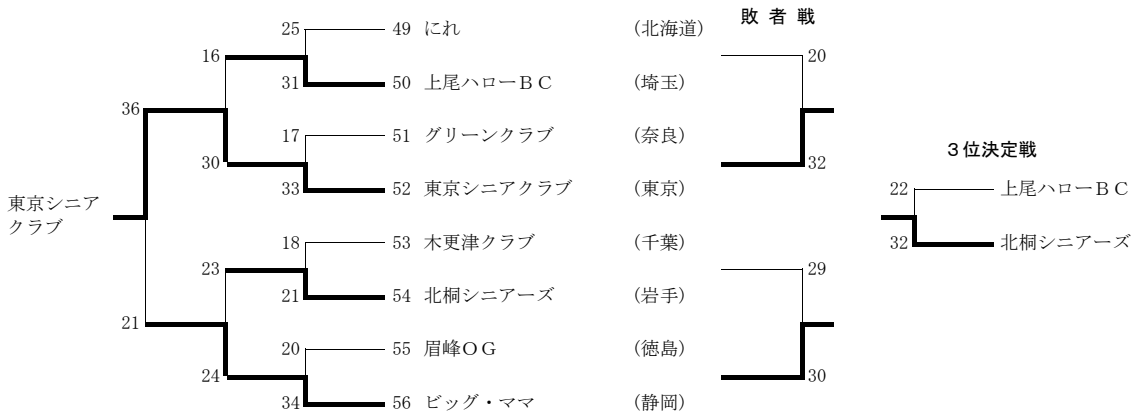 敗者戦
25 49 にれ (北海道)
16 20
31 50 上尾ハローBC (埼玉)
36
17 51 グリーンクラブ (奈良)
30 32
3位決定戦
33 52 東京シニアクラブ (東京)
22 上尾ハローBC
東京シニア
クラブ
18 53 木更津クラブ (千葉)
32 北桐シニアーズ
23 29
21 54 北桐シニアーズ (岩手)
21
20 55 眉峰OG (徳島)
24 30
34 56 ビッグ・ママ (静岡)